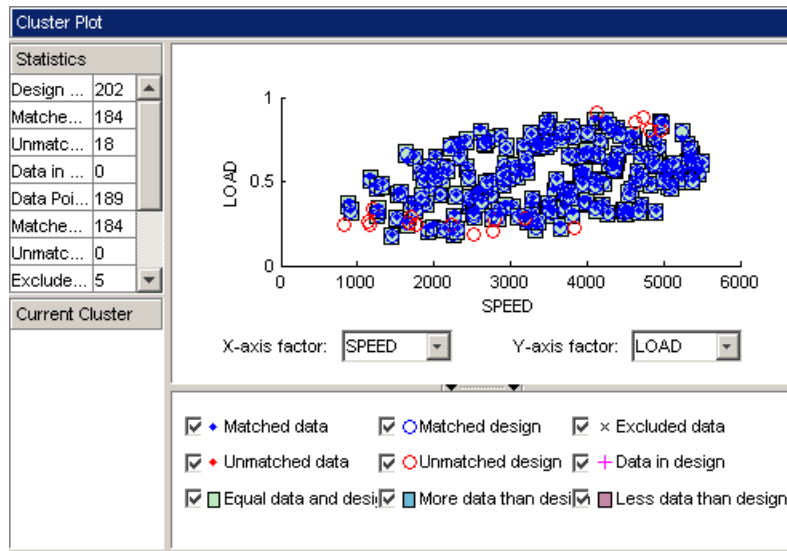 Cluster Plot
Statistics
Design ... 202
Matche... 184
Unmatc... 18
Data in ... 0
Data Poi... 189
Matche... 184
Unmatc... 0
Exclude... 5
Current Cluster
1
0.5
0
LOAD
0 1000 2000 3000 4000 5000 6000
SPEED
X-axis factor: SPEED Y-axis factor: LOAD
Matched data Matched design Excluded data
Unmatched data Unmatched design Data in design
Equal data and desig More data than desig Less data than design